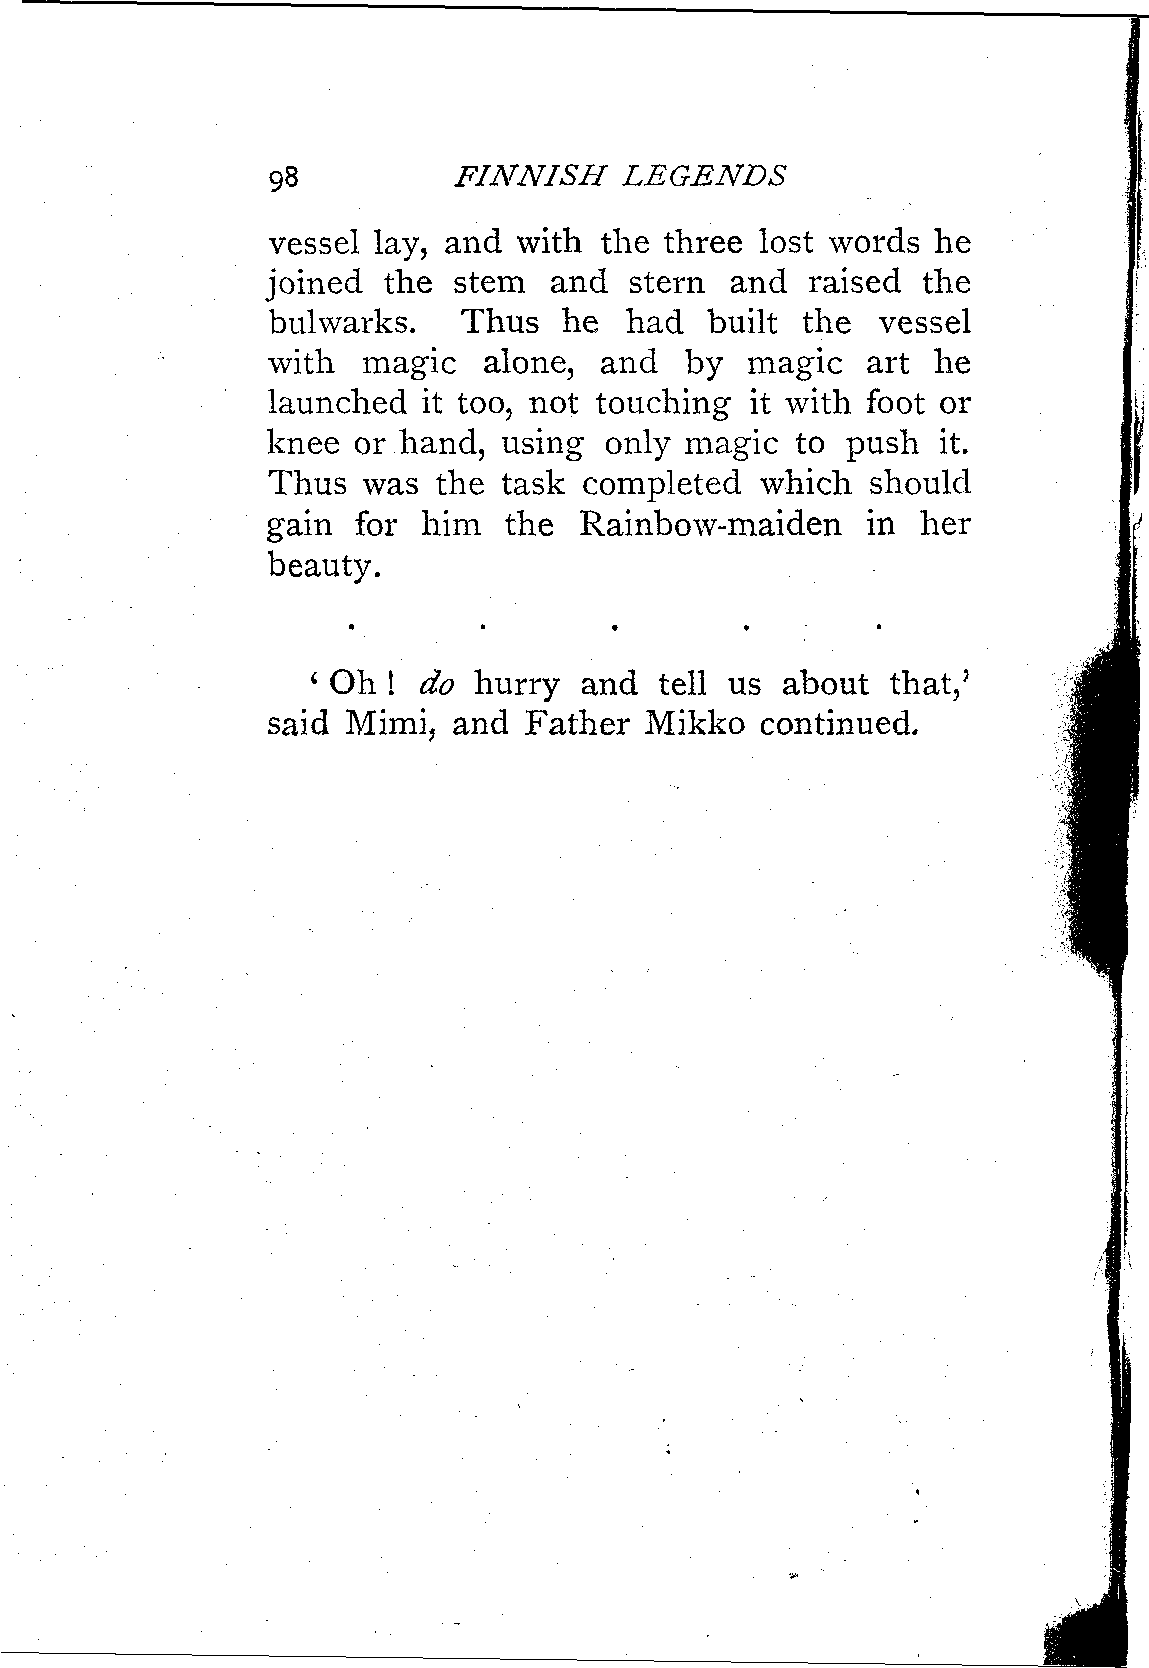 98 FINNISH LEGENDS
vessel lay, and with the three lost words he
joined the stem and stern and raised the
bulwarks. Thus he had built the vessel
with magic alone, and by magic art he
launched it too, not touching it with foot or
knee or hand, using only magic to push it.
Thus was the task completed which should
gain for him the Rainbow-maiden in her
beauty.
. . . . .
‘ Oh ! do hurry and tell us about that,’
said Mimi, and Father Mikko continued.